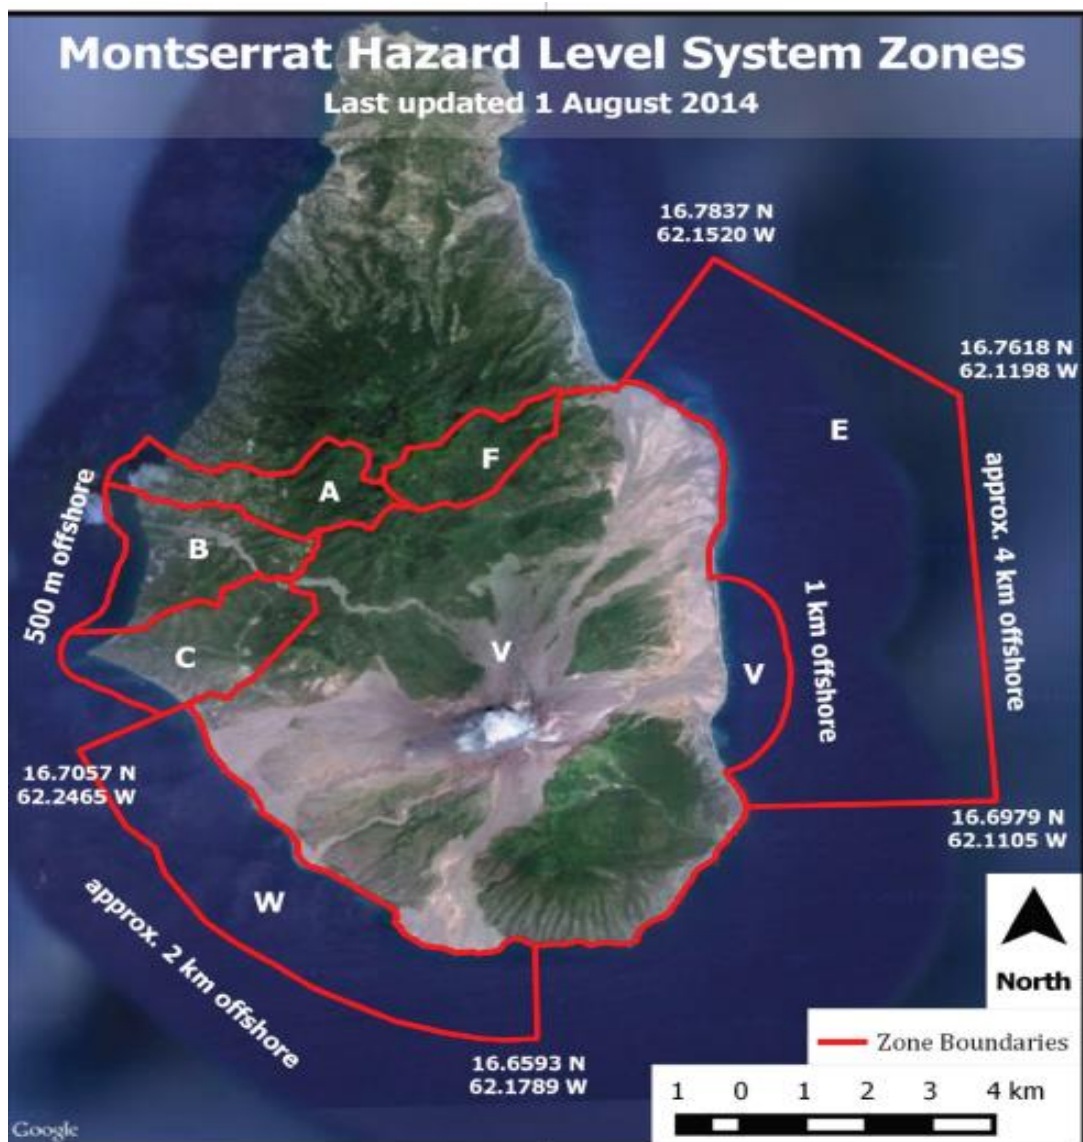 Montserrat Hazard Level System Zones
Last updated 1 August 2014
16.7837 N
62.1520 W
16.7618 N
62.1198 W
E
F
A
approx. 4 km offshore
500 m offshore
B
1 km offshore
C
V
V
16.7057 N
62.2465 W
16.6979 N
62.1105 W
W
approx. 2 km offshore
North
Zone Boundaries
16.6593 N
62.1789 W
1 0 1 2 3 4 km
Google